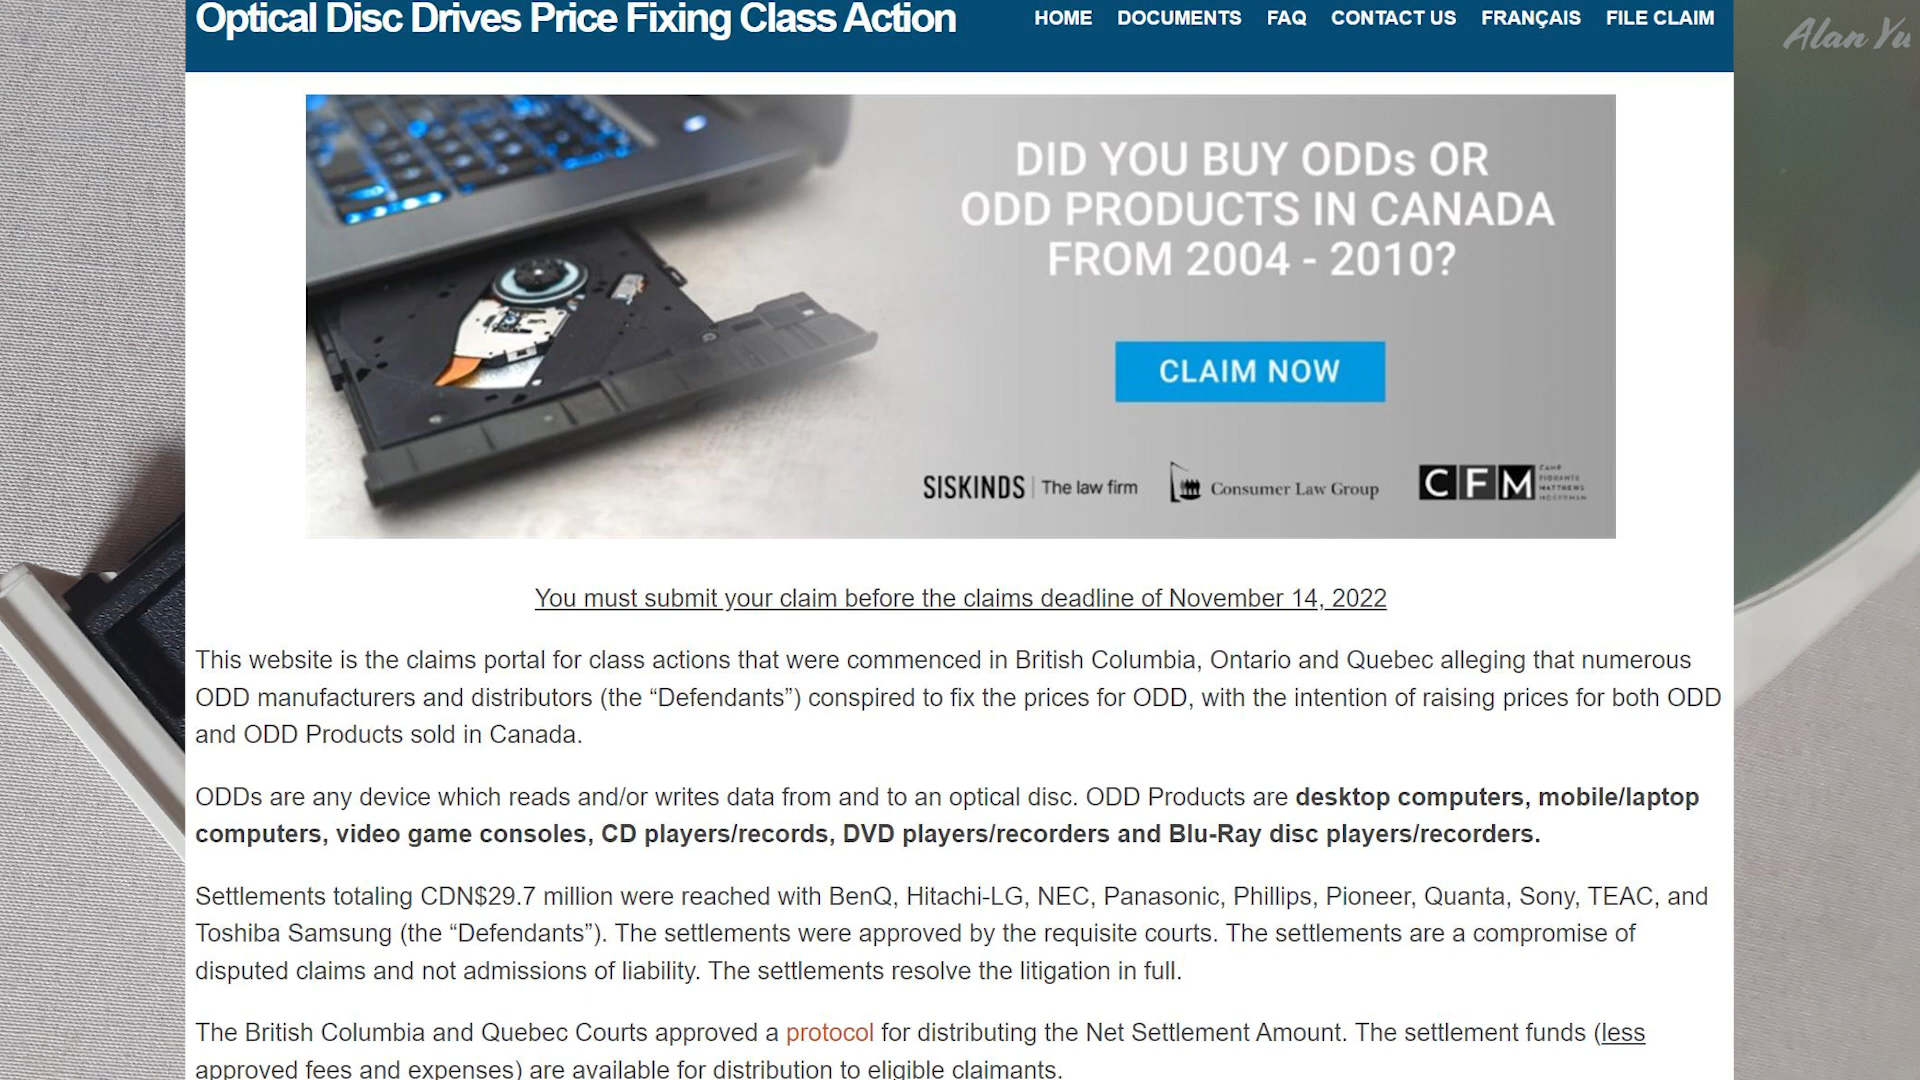 Optical Disc Drives Price Fixing Class Action
HOME DOCUMENTS FAQ CONTACT US FRANÇAIS FILE CLAIM
Alan Yu
DID YOU BUY ODDs OR
ODD PRODUCTS IN CANADA
FROM 2004 - 2010?
CLAIM NOW
SISKINDS | The law firm
Consumer Law Group
CFM
CAMP
FIORANTE
MATTHEWS
MOGERMAN
You must submit your claim before the claims deadline of November 14, 2022
This website is the claims portal for class actions that were commenced in British Columbia, Ontario and Quebec alleging that numerous
ODD manufacturers and distributors (the “Defendants”) conspired to fix the prices for ODD, with the intention of raising prices for both ODD
and ODD Products sold in Canada.
ODDs are any device which reads and/or writes data from and to an optical disc. ODD Products are desktop computers, mobile/laptop
computers, video game consoles, CD players/records, DVD players/recorders and Blu-Ray disc players/recorders.
Settlements totaling CDN$29.7 million were reached with BenQ, Hitachi-LG, NEC, Panasonic, Phillips, Pioneer, Quanta, Sony, TEAC, and
Toshiba Samsung (the “Defendants”). The settlements were approved by the requisite courts. The settlements are a compromise of
disputed claims and not admissions of liability. The settlements resolve the litigation in full.
The British Columbia and Quebec Courts approved a protocol for distributing the Net Settlement Amount. The settlement funds (less
approved fees and expenses) are available for distribution to eligible claimants.